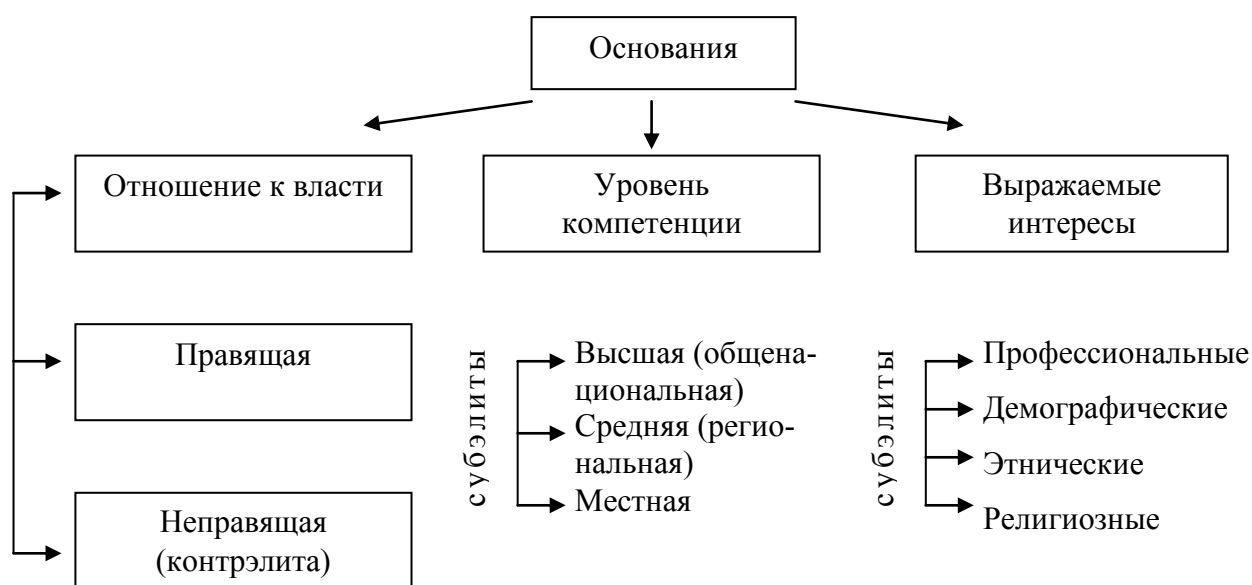 Основания
Отношение к власти
Уровень
компетенции
Выражаемые
интересы
Правящая
Неправящая
(контрэлита)
субэлиты
Высшая (общена-
циональная)
Средняя (регио-
нальная)
Местная
субэлиты
Профессиональные
Демографические
Этнические
Религиозные